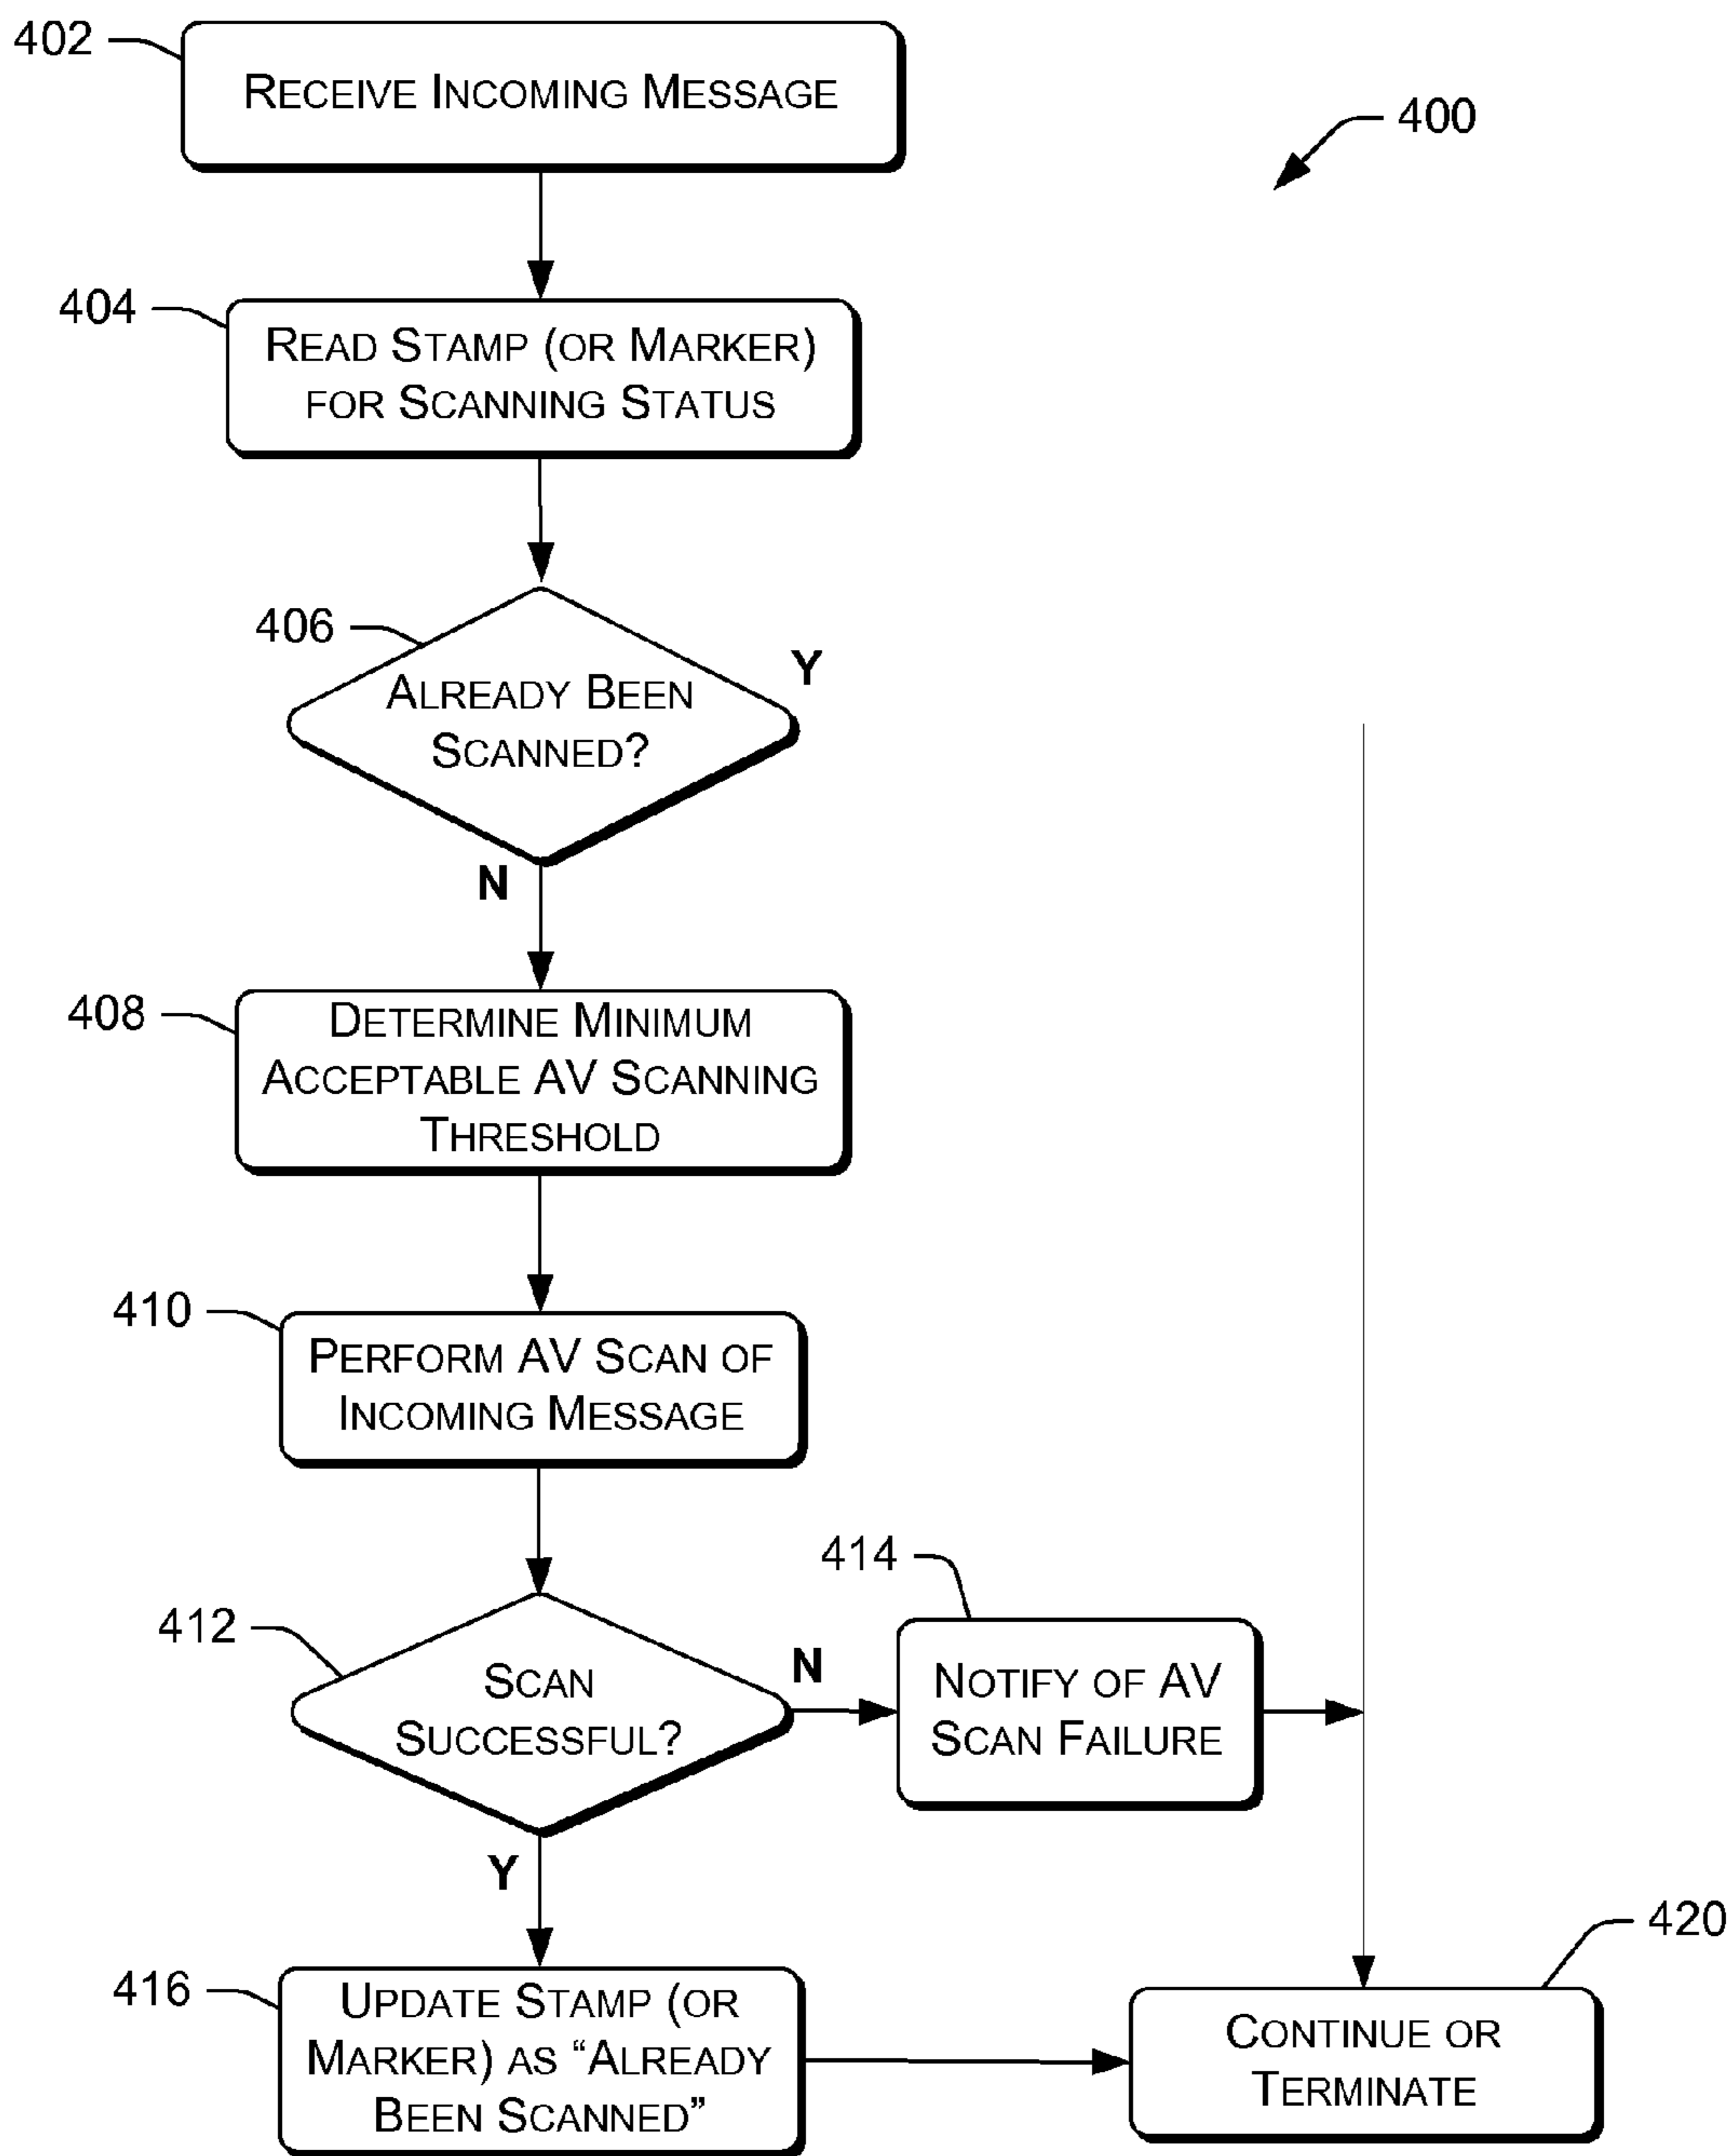 402
RECEIVE INCOMING MESSAGE
400
404
READ STAMP (OR MARKER)
FOR SCANNING STATUS
406
Y
ALREADY BEEN
SCANNED?
N
408
DETERMINE MINIMUM
ACCEPTABLE AV SCANNING
THRESHOLD
410
PERFORM AV SCAN OF
INCOMING MESSAGE
412
SCAN
SUCCESSFUL?
N
414
NOTIFY OF AV
SCAN FAILURE
Y
416
UPDATE STAMP (OR
MARKER) AS “ALREADY
BEEN SCANNED”
420
CONTINUE OR
TERMINATE